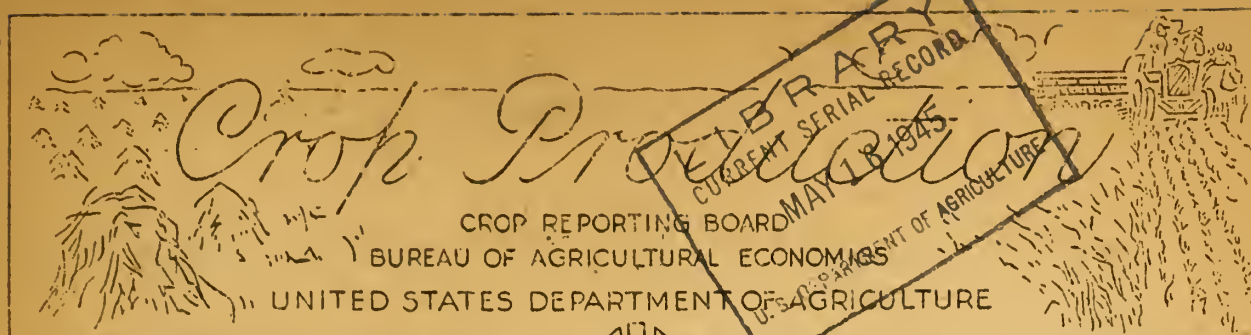 Crop Production
CROP REPORTING BOARD
BUREAU OF AGRICULTURAL ECONOMICS
UNITED STATES DEPARTMENT OF AGRICULTURE
LIBRARY
CURRENT SERIAL RECORD
MAY 18 1945
U.S. DEPARTMENT OF AGRICULTURE